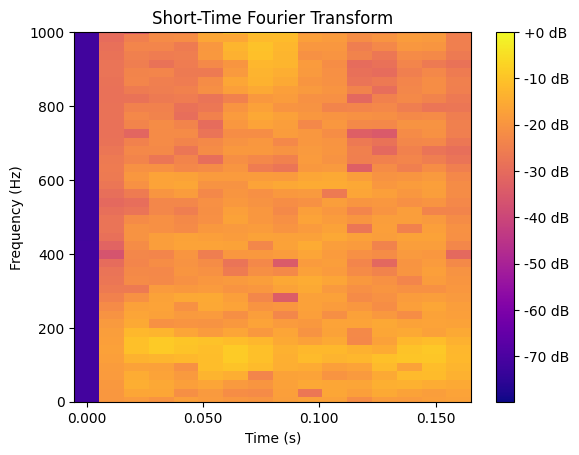 Short-Time Fourier Transform
1000
800
600
400
200
0
Frequency (Hz)
0.000
0.050
0.100
0.150
Time (s)
+0 dB
-10 dB
-20 dB
-30 dB
-40 dB
-50 dB
-60 dB
-70 dB